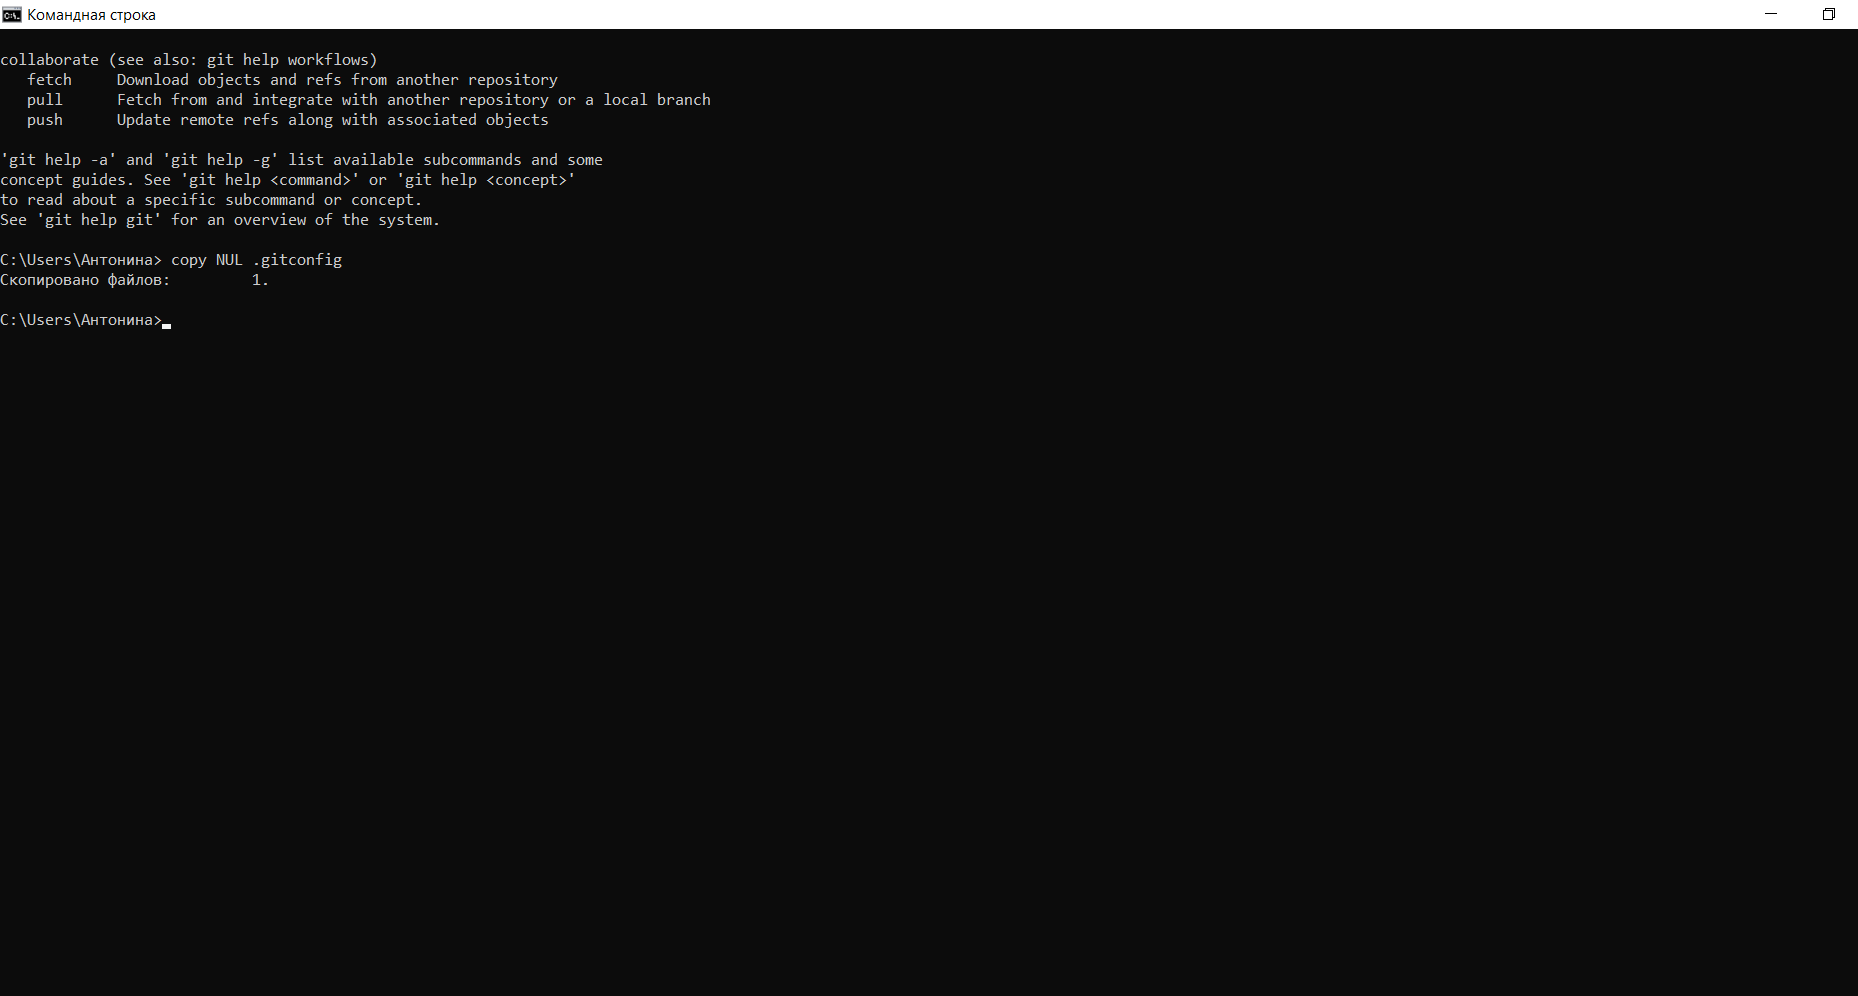 Командная строка
collaborate (see also: git help workflows)
   fetch     Download objects and refs from another repository
   pull      Fetch from and integrate with another repository or a local branch
   push      Update remote refs along with associated objects
'git help -a' and 'git help -g' list available subcommands and some
concept guides. See 'git help <command>' or 'git help <concept>'
to read about a specific subcommand or concept.
See 'git help git' for an overview of the system.
C:\Users\Антонина> copy NUL .gitconfig
Скопировано файлов:         1.
C:\Users\Антонина>